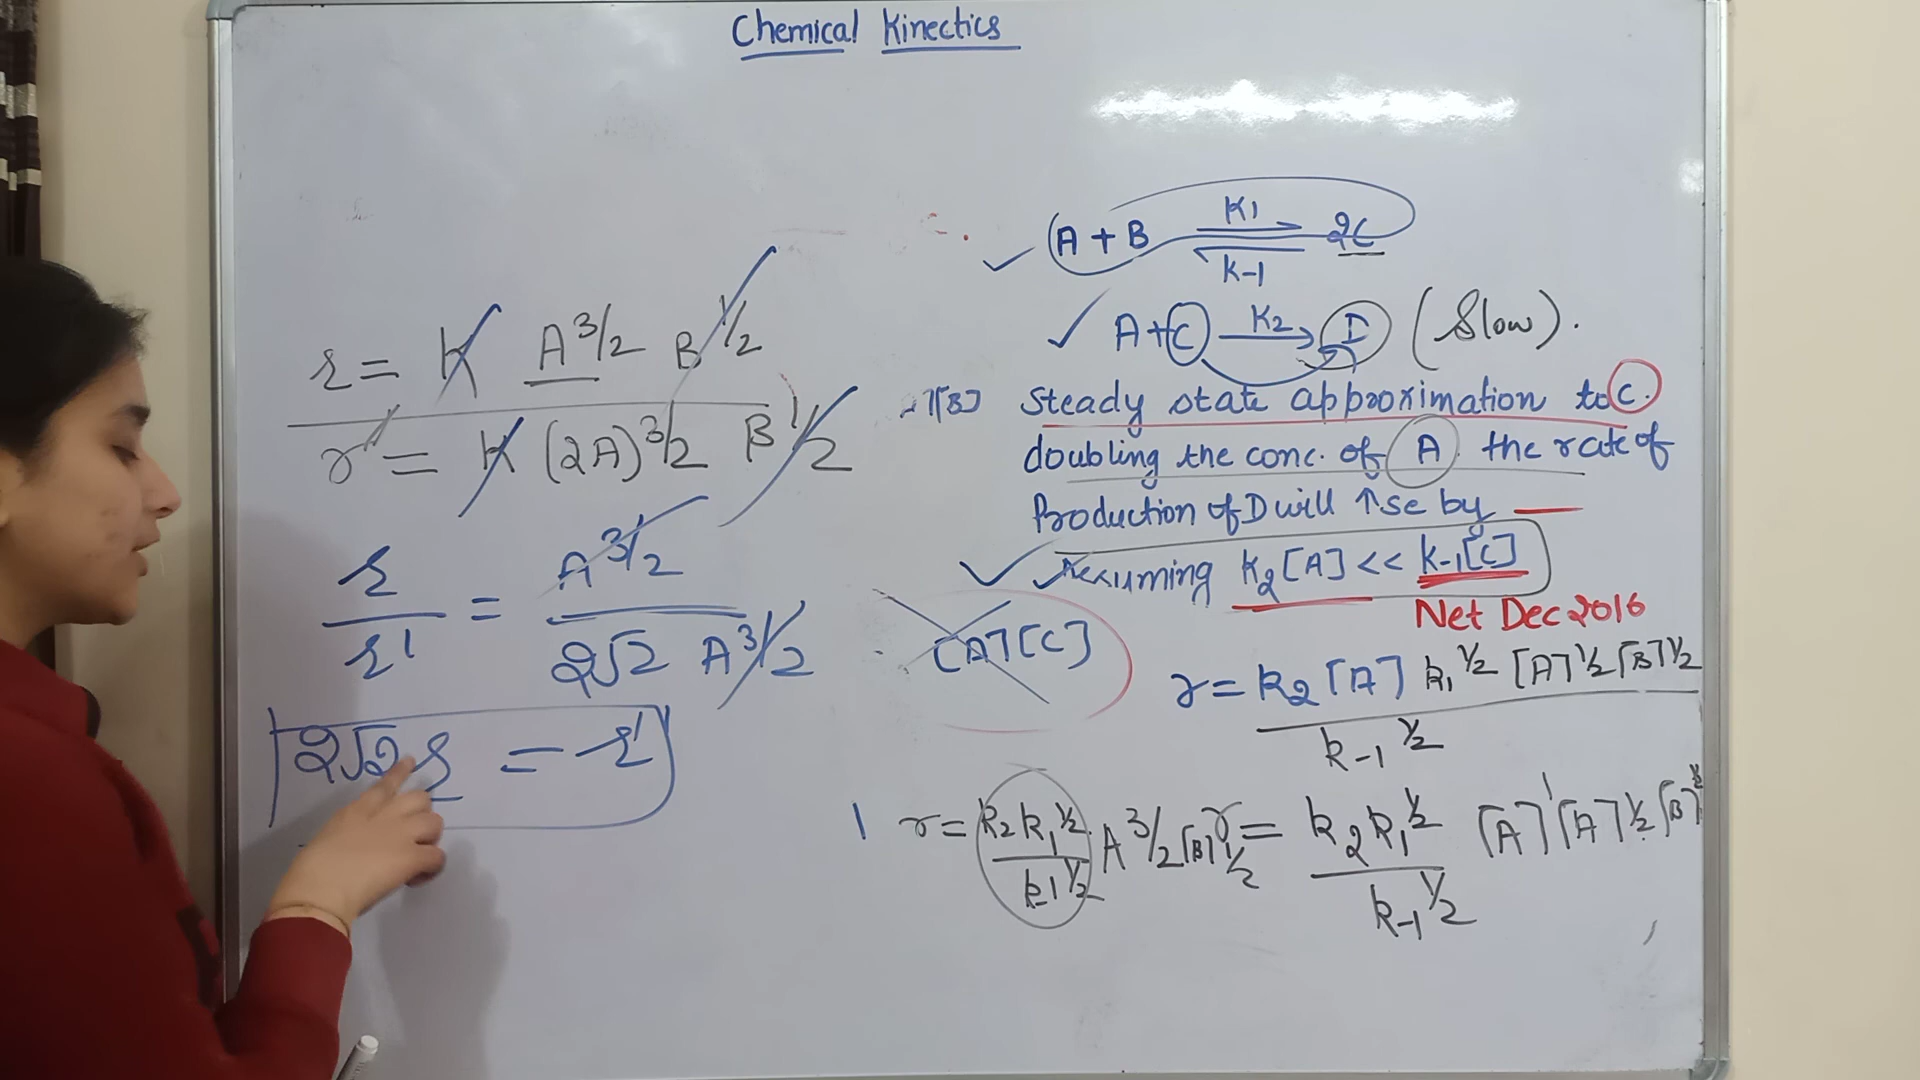 Chemical Kinectics
A + B ⇌ 2C
K1
K-1
A + C → D (Slow).
K2
Steady state approximation to C.
doubling the conc. of A. the rate of
Production of D will ↑se by ___
Assuming K2[A] << k-1[C]
Net Dec 2016
[A][C]
r = k2 [A] k1^1/2 [A]^1/2 [B]^1/2 / k-1^1/2
r = k2 k1^1/2 / k-1^1/2 [A]^1 [A]^1/2 [B]^1/2
r = k2 k1^1/2 / k-1^1/2 A^3/2 [B]^1/2
r = K A^3/2 B^1/2
r' = K (2A)^3/2 B^1/2
r / r' = A^3/2 / 2√2 A^3/2
2√2 r = r'